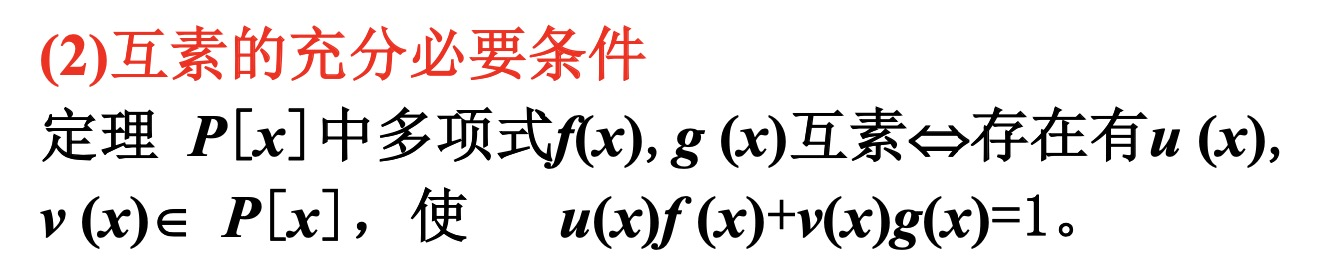 (2)互素的充分必要条件
定理 P[x]中多项式f(x), g (x)互素⇔存在有u (x),
v (x)∈ P[x]，使 u(x)f (x)+v(x)g(x)=1。